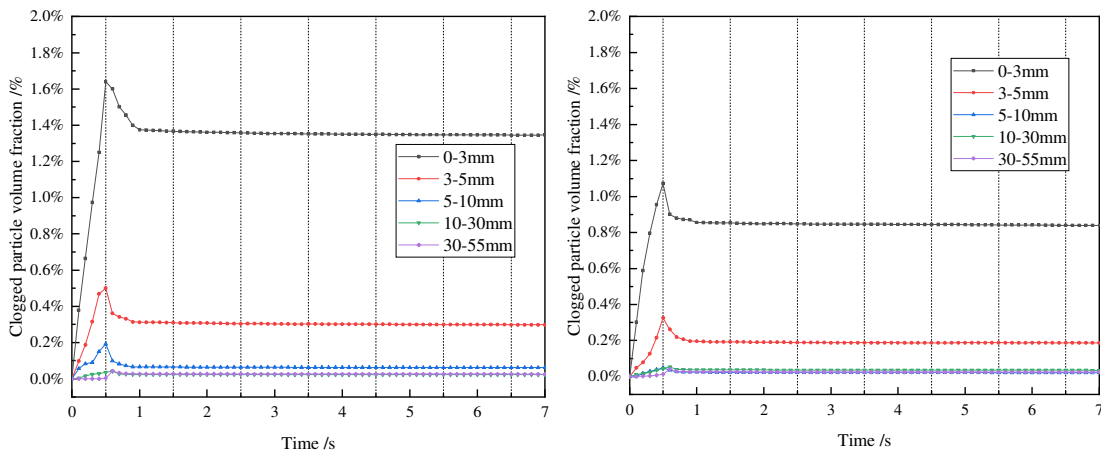 Clogged particle volume fraction /%
2.0%
1.8%
1.6%
1.4%
1.2%
1.0%
0.8%
0.6%
0.4%
0.2%
0.0%
0-3mm
3-5mm
5-10mm
10-30mm
30-55mm
0 1 2 3 4 5 6 7
Time /s
Clogged particle volume fraction /%
2.0%
1.8%
1.6%
1.4%
1.2%
1.0%
0.8%
0.6%
0.4%
0.2%
0.0%
0-3mm
3-5mm
5-10mm
10-30mm
30-55mm
0 1 2 3 4 5 6 7
Time /s